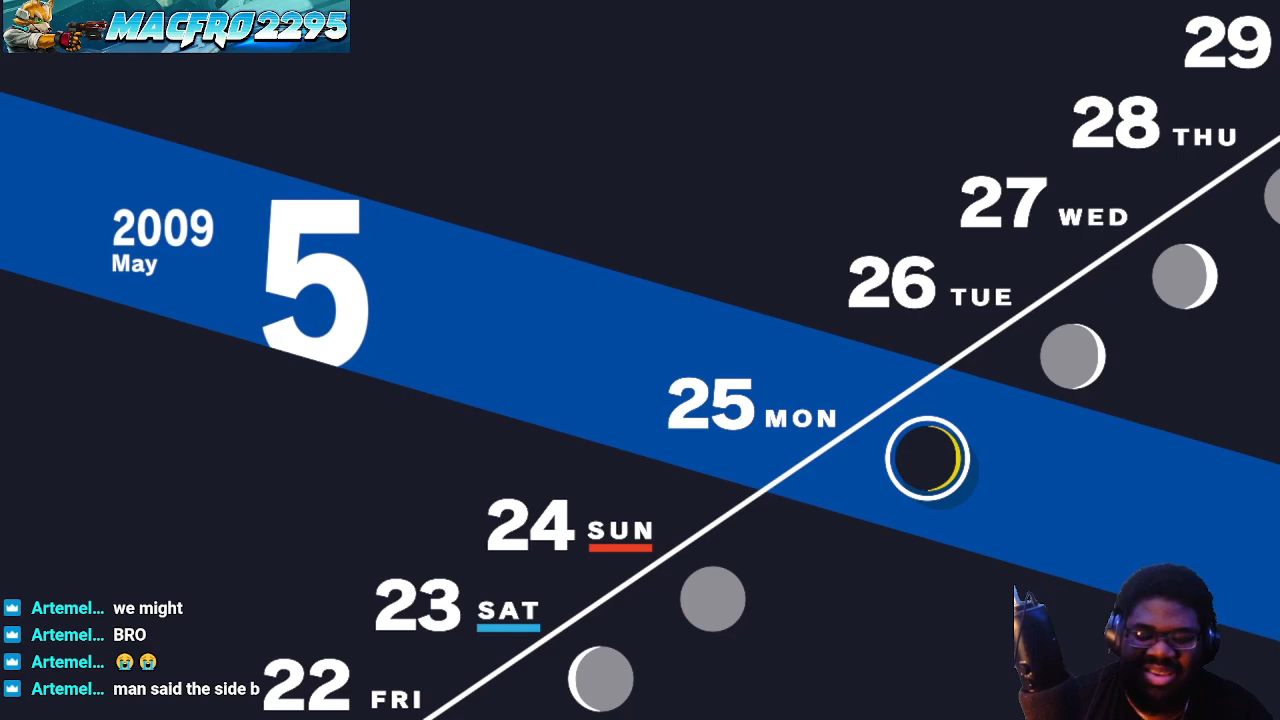 MACFRO2295
29
28 THU
27 WED
26 TUE
2009
May
5
25 MON
24 SUN
23 SAT
22 FRI
Artemel... we might
Artemel... BRO
Artemel... 😭 😭
Artemel... man said the side b